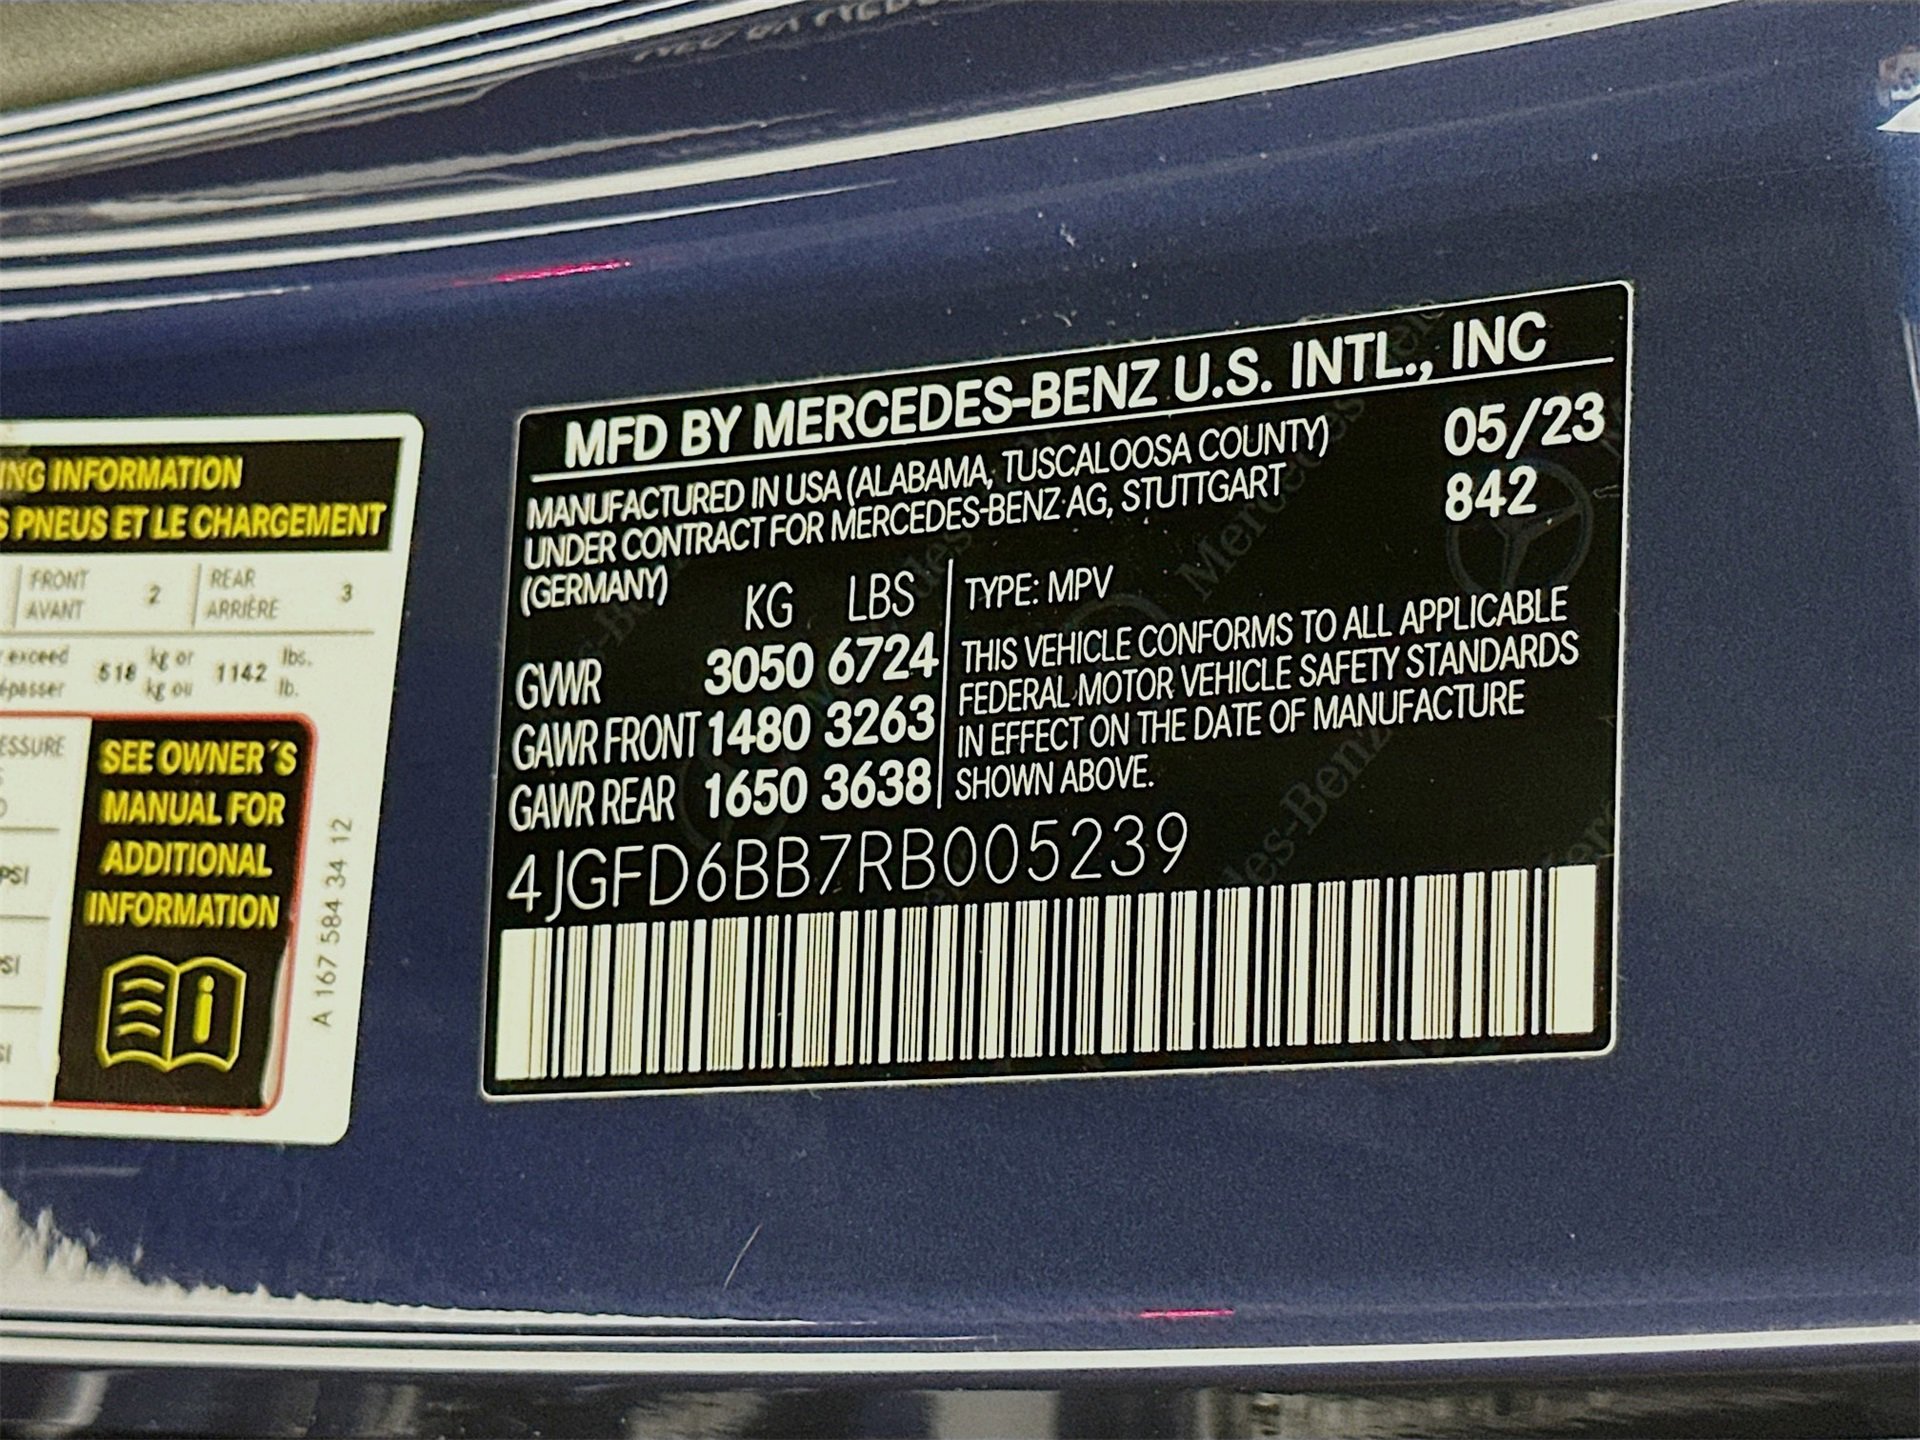 ING INFORMATION
S PNEUS ET LE CHARGEMENT
FRONT
AVANT
2
REAR
ARRIÈRE
3
exceed
épasser
518
kg or
kg ou
1142
lbs.
lb.
ESSURE
PSI
PSI
SI
SEE OWNER´S
MANUAL FOR
ADDITIONAL
INFORMATION
A 167 584 34 12
MFD BY MERCEDES-BENZ U.S. INTL., INC
MANUFACTURED IN USA (ALABAMA, TUSCALOOSA COUNTY)
UNDER CONTRACT FOR MERCEDES-BENZ AG, STUTTGART
(GERMANY)
05/23
842
KG LBS
GVWR 3050 6724
GAWR FRONT 1480 3263
GAWR REAR 1650 3638
TYPE: MPV
THIS VEHICLE CONFORMS TO ALL APPLICABLE
FEDERAL MOTOR VEHICLE SAFETY STANDARDS
IN EFFECT ON THE DATE OF MANUFACTURE
SHOWN ABOVE.
4JGFD6BB7RB005239